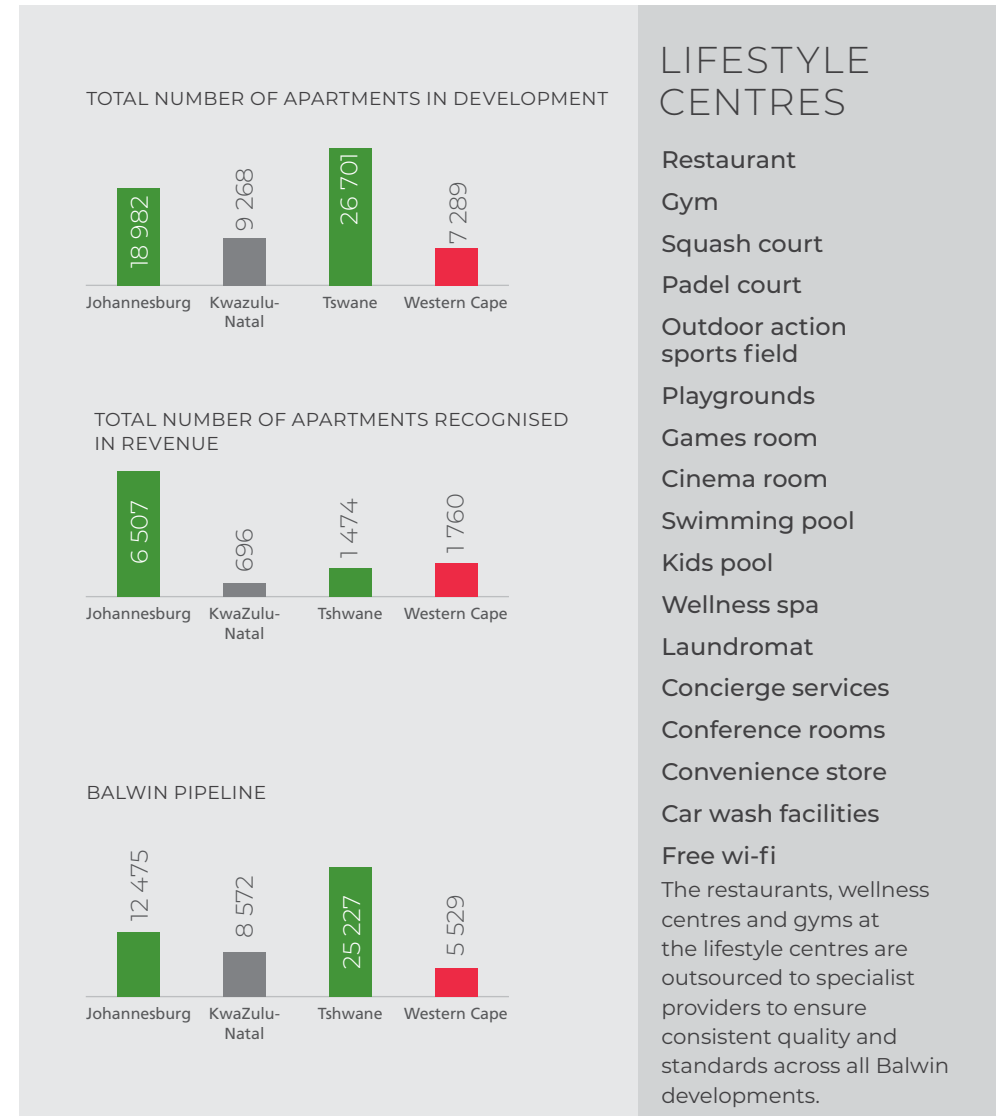 TOTAL NUMBER OF APARTMENTS IN DEVELOPMENT
18 982
9 268
26 701
7 289
Johannesburg
Kwazulu-
Natal
Tswane
Western Cape
TOTAL NUMBER OF APARTMENTS RECOGNISED
IN REVENUE
6 507
696
1 474
1 760
Johannesburg
KwaZulu-
Natal
Tshwane
Western Cape
BALWIN PIPELINE
12 475
8 572
25 227
5 529
Johannesburg
KwaZulu-
Natal
Tshwane
Western Cape
LIFESTYLE
CENTRES
Restaurant
Gym
Squash court
Padel court
Outdoor action
sports field
Playgrounds
Games room
Cinema room
Swimming pool
Kids pool
Wellness spa
Laundromat
Concierge services
Conference rooms
Convenience store
Car wash facilities
Free wi-fi
The restaurants, wellness
centres and gyms at
the lifestyle centres are
outsourced to specialist
providers to ensure
consistent quality and
standards across all Balwin
developments.